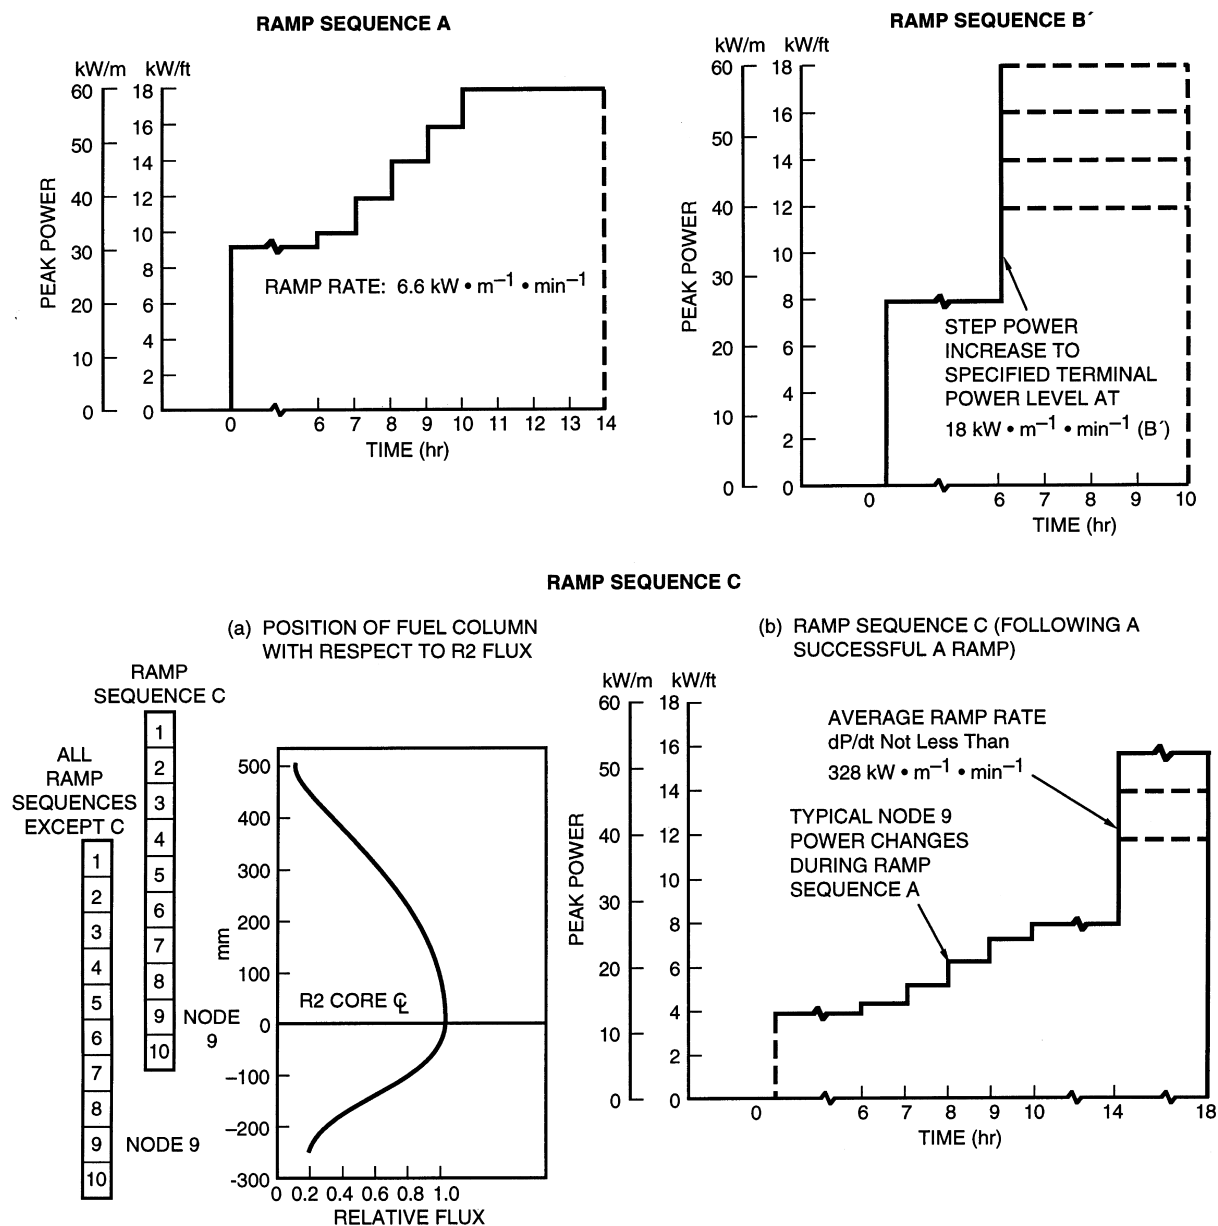 RAMP SEQUENCE A
kW/m kW/ft
60 18
16
50
14
40 12
10
30
8
20 6
4
10
2
0 0
PEAK POWER
RAMP RATE: 6.6 kW • m−1 • min−1
0 6 7 8 9 10 11 12 13 14
TIME (hr)
RAMP SEQUENCE B´
kW/m kW/ft
60 18
16
50
14
40 12
10
30
8
20 6
4
10
2
0 0
PEAK POWER
STEP POWER
INCREASE TO
SPECIFIED TERMINAL
POWER LEVEL AT
18 kW • m−1 • min−1 (B´)
0 6 7 8 9 10
TIME (hr)
RAMP SEQUENCE C
(a) POSITION OF FUEL COLUMN
WITH RESPECT TO R2 FLUX
RAMP
SEQUENCE C
1
2
3
4
5
6
7
8
9
10
NODE
9
ALL
RAMP
SEQUENCES
EXCEPT C
1
2
3
4
5
6
7
8
9
10
NODE 9
500
400
300
200
100
0
−100
−200
-300
mm
R2 CORE ℄
0 0.2 0.4 0.6 0.8 1.0
RELATIVE FLUX
(b) RAMP SEQUENCE C (FOLLOWING A
SUCCESSFUL A RAMP)
kW/m kW/ft
60 18
16
50
14
40 12
10
30
8
20 6
4
10
2
0 0
PEAK POWER
AVERAGE RAMP RATE
dP/dt Not Less Than
328 kW • m−1 • min−1
TYPICAL NODE 9
POWER CHANGES
DURING RAMP
SEQUENCE A
0 6 7 8 9 10 14 18
TIME (hr)